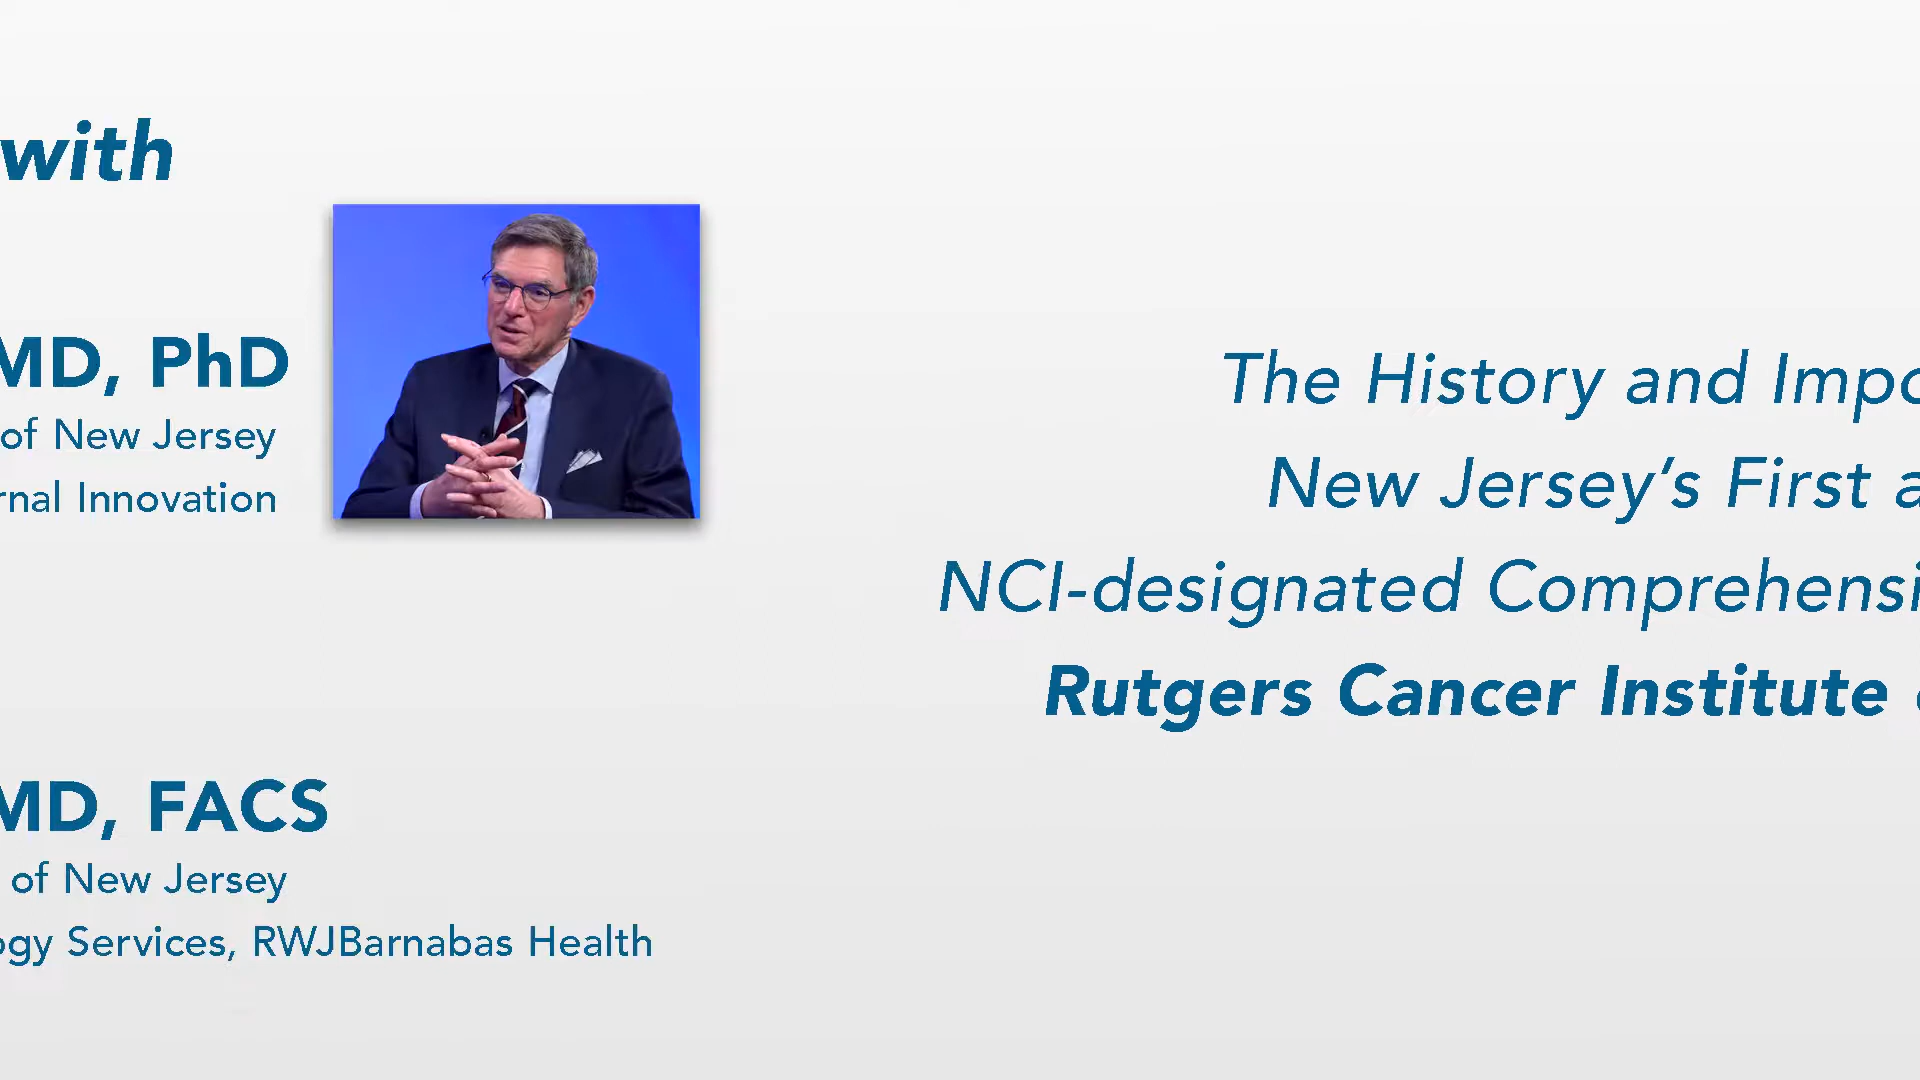 with
MD, PhD
of New Jersey
rnal Innovation
MD, FACS
of New Jersey
ogy Services, RWJBarnabas Health
The History and Impo
New Jersey’s First a
NCI-designated Comprehensi
Rutgers Cancer Institute